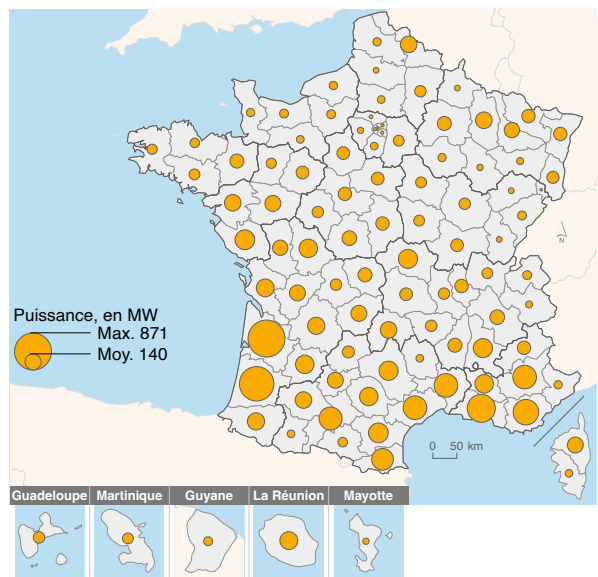 N
Puissance, en MW
Max. 871
Moy. 140
0 50 km
Guadeloupe Martinique Guyane La Réunion Mayotte